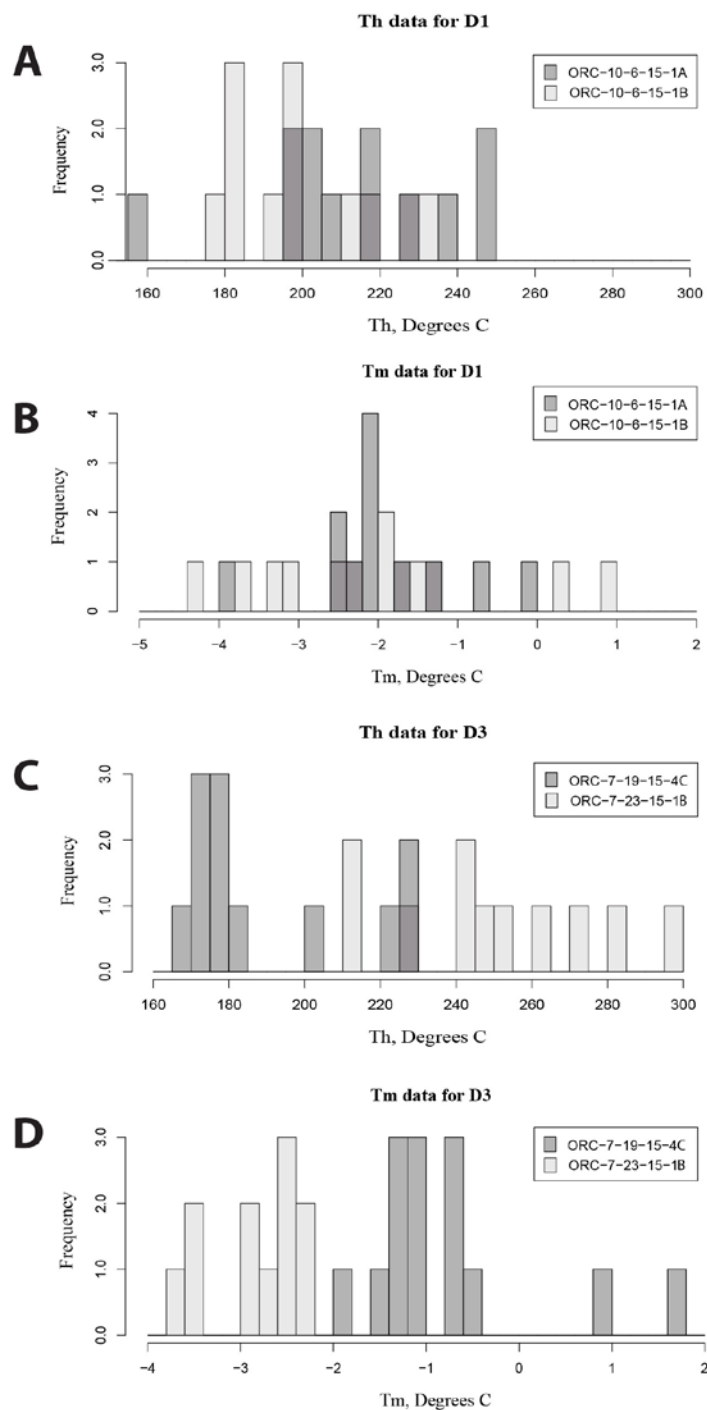 Th data for D1
A
ORC-10-6-15-1A
ORC-10-6-15-1B
Frequency
3.0
2.0
1.0
0.0
160 180 200 220 240 260 280 300
Th, Degrees C
Tm data for D1
B
ORC-10-6-15-1A
ORC-10-6-15-1B
Frequency
4
3
2
1
0
−5 −4 −3 −2 −1 0 1 2
Tm, Degrees C
Th data for D3
C
ORC-7-19-15-4C
ORC-7-23-15-1B
Frequency
3.0
2.0
1.0
0.0
160 180 200 220 240 260 280 300
Th, Degrees C
Tm data for D3
D
ORC-7-19-15-4C
ORC-7-23-15-1B
Frequency
3.0
2.0
1.0
0.0
−4 −3 −2 −1 0 1 2
Tm, Degrees C